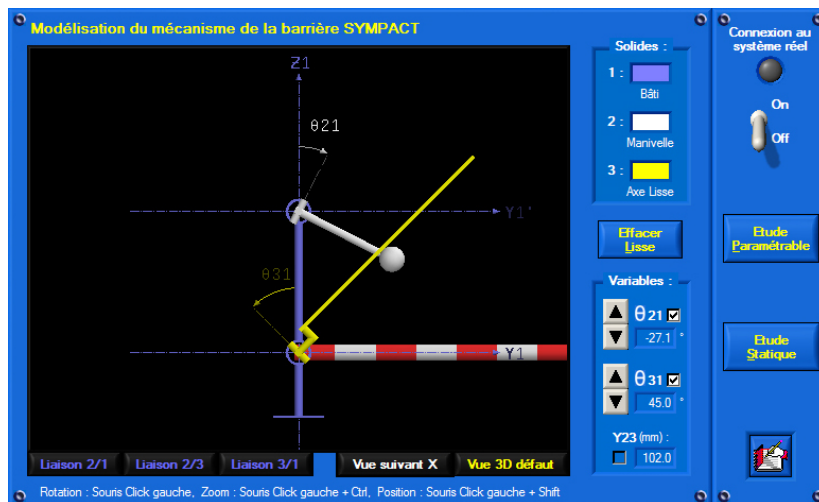 Modélisation du mécanisme de la barrière SYMPACT
Z1
θ21
Y1'
θ31
Y1
Liaison 2/1
Liaison 2/3
Liaison 3/1
Vue suivant X
Vue 3D défaut
Rotation : Souris Click gauche, Zoom : Souris Click gauche + Ctrl, Position : Souris Click gauche + Shift
Solides :
1 :
Bâti
2 :
Manivelle
3 :
Axe Lisse
Effacer
Lisse
Variables :
θ21
-27.1 °
θ31
45.0 °
Y23 (mm) :
102.0
Connexion au
système réel
On
Off
Etude
Paramétrable
Etude
Statique